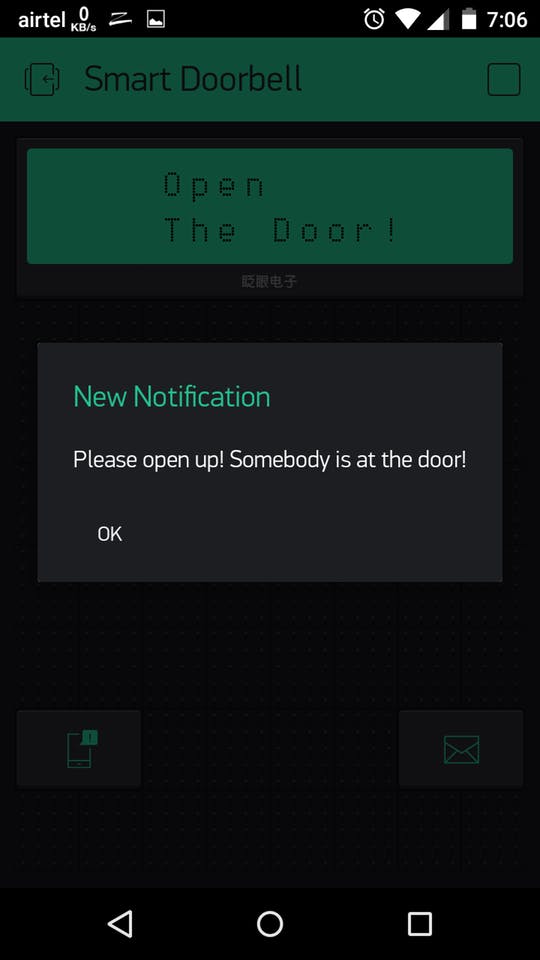 airtel 0 KB/s 7:06
Smart Doorbell
Open
The Door!
眨眼电子
New Notification
Please open up! Somebody is at the door!
OK